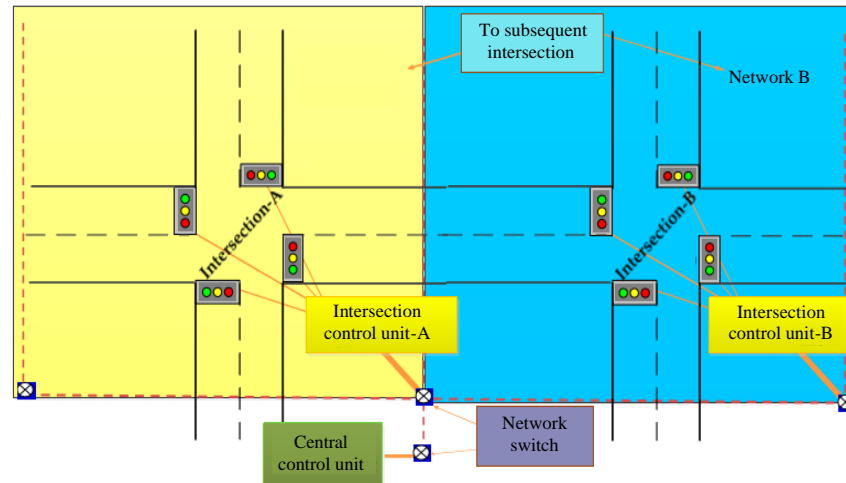 To subsequent
intersection
Network B
Intersection-A
Intersection-B
Intersection
control unit-A
Intersection
control unit-B
Central
control unit
Network
switch